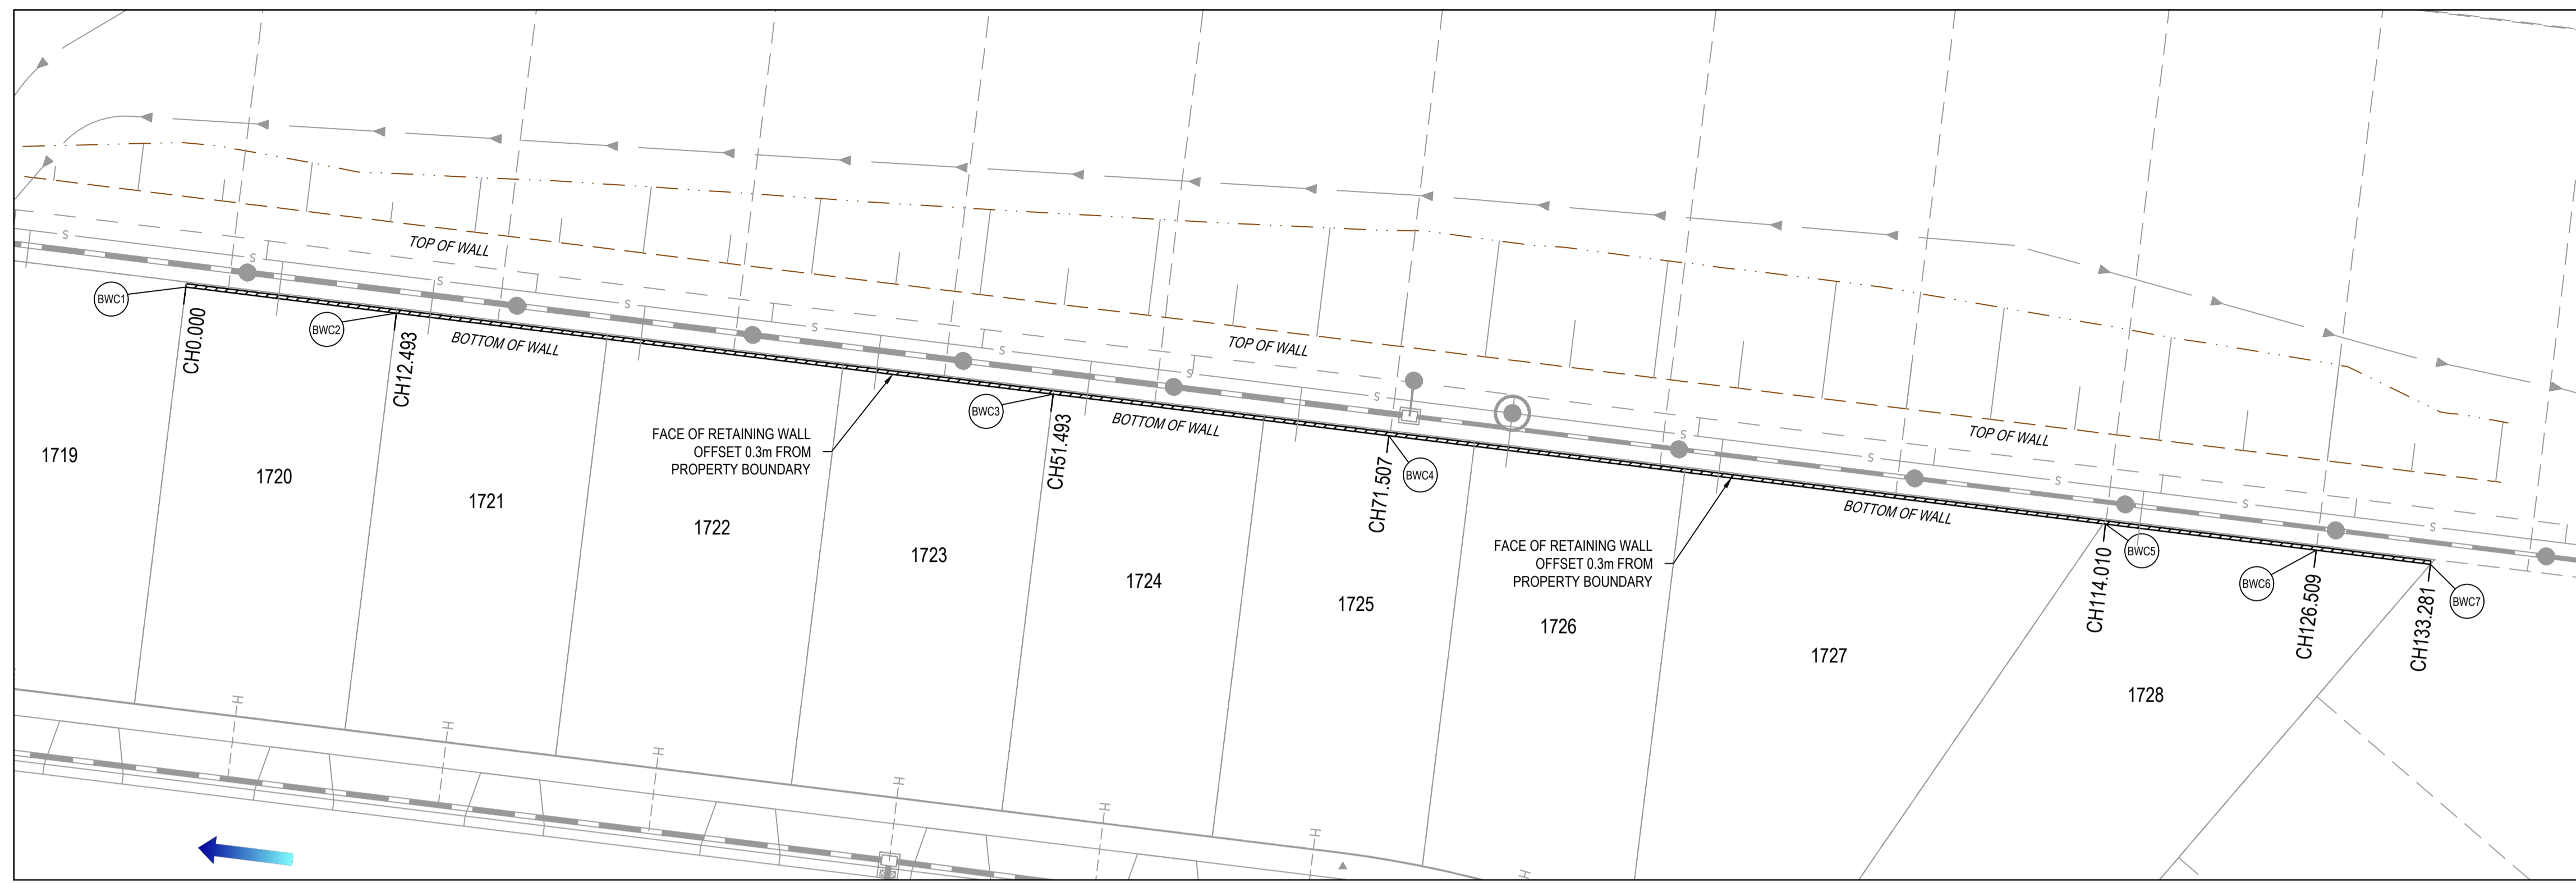 TOP OF WALL
BWC1
CH0.000
BWC2
CH12.493
BOTTOM OF WALL
TOP OF WALL
FACE OF RETAINING WALL
OFFSET 0.3m FROM
PROPERTY BOUNDARY
BWC3
CH51.493
BOTTOM OF WALL
CH71.507
BWC4
TOP OF WALL
FACE OF RETAINING WALL
OFFSET 0.3m FROM
PROPERTY BOUNDARY
BOTTOM OF WALL
CH114.010
BWC5
BWC6
CH126.509
CH133.281
BWC7
1719
1720
1721
1722
1723
1724
1725
1726
1727
1728
S
S
S
S
S
S
S
S
S
S
S
S
S
H
H
H
H
H
H
H